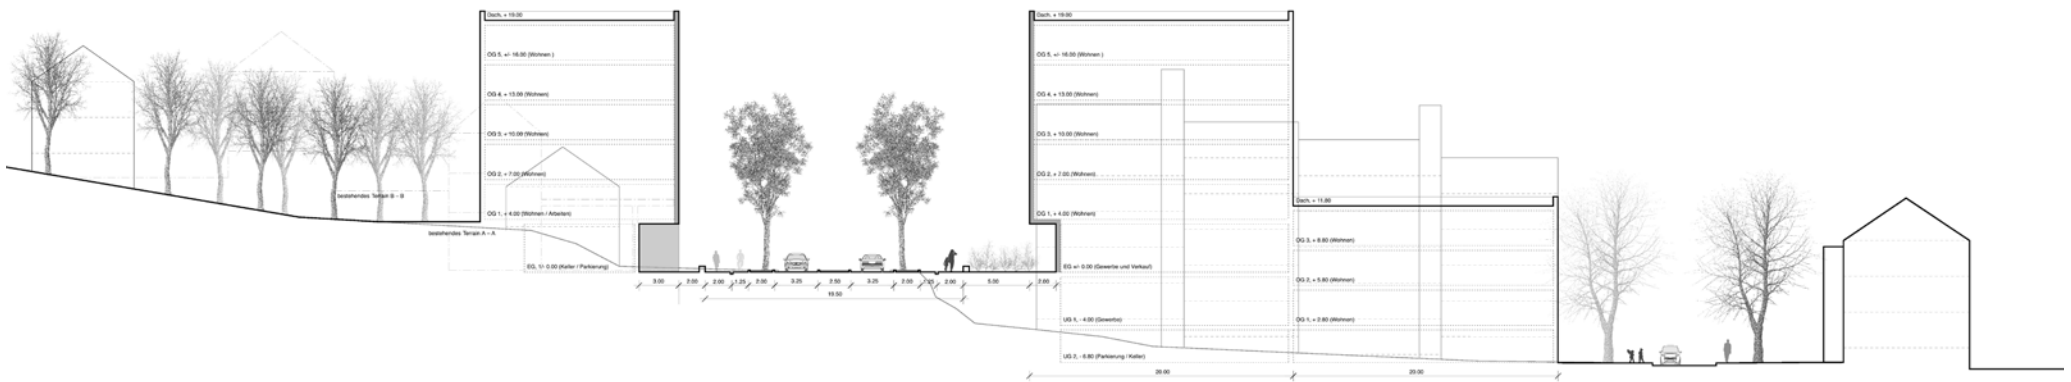 Dach, + 19.00
OG 5, +/- 16.00 (Wohnen )
OG 4, + 13.00 (Wohnen)
OG 3, + 10.00 (Wohnen)
OG 2, + 7.00 (Wohnen)
OG 1, + 4.00 (Wohnen / Arbeiten)
EG, +/- 0.00 (Keller / Parkierung)
bestehendes Terrain B – B
bestehendes Terrain A – A
3.00 2.00 2.00 1.25 2.00 3.25 2.50 3.25 2.00 1.25 2.00 5.00 2.00
19.50
Dach, + 19.00
OG 5, +/- 16.00 (Wohnen )
OG 4, + 13.00 (Wohnen)
OG 3, + 10.00 (Wohnen)
OG 2, + 7.00 (Wohnen)
OG 1, + 4.00 (Wohnen)
EG +/- 0.00 (Gewerbe und Verkauf)
UG 1, - 4.00 (Gewerbe)
UG 2, - 6.80 (Parkierung / Keller)
Dach, + 11.80
OG 3, + 8.80 (Wohnen)
OG 2, + 5.80 (Wohnen)
OG 1, + 2.80 (Wohnen)
20.00